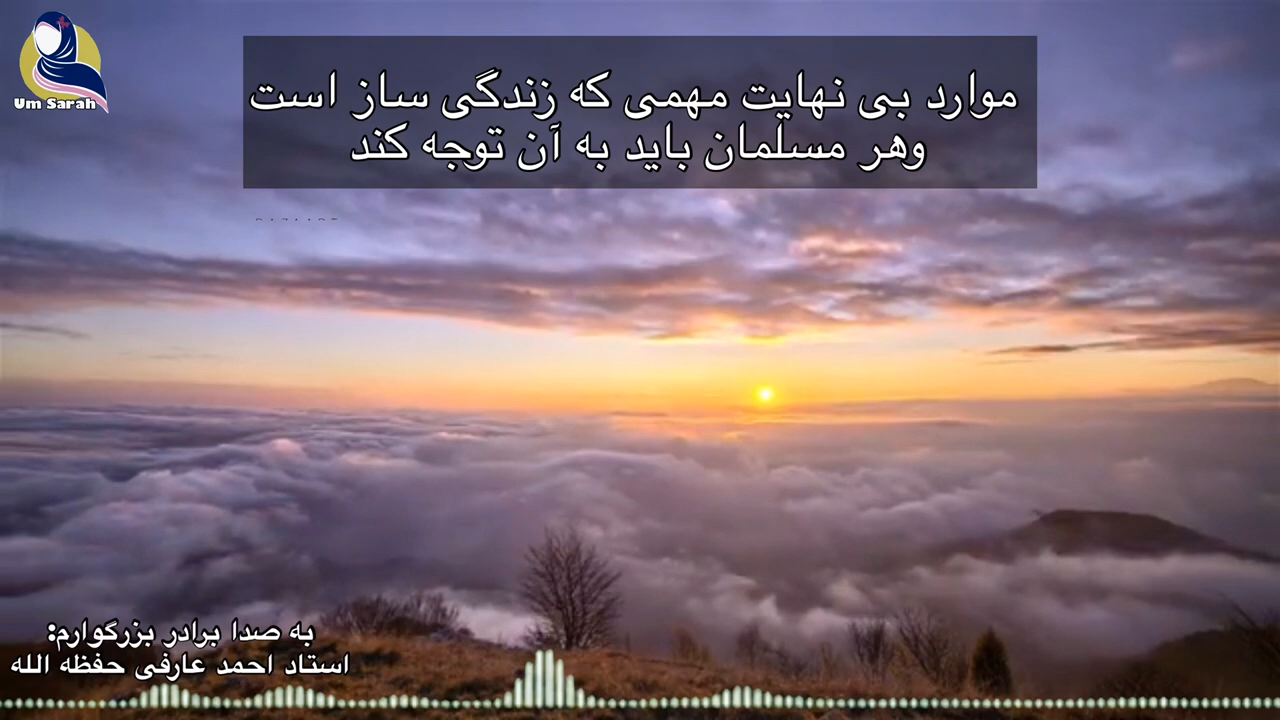 Um Sarah
موارد بی نهایت مهمی که زندگی ساز است
وهر مسلمان باید به آن توجه کند
به صدا برادر بزرگوارم:
استاد احمد عارفی حفظه الله